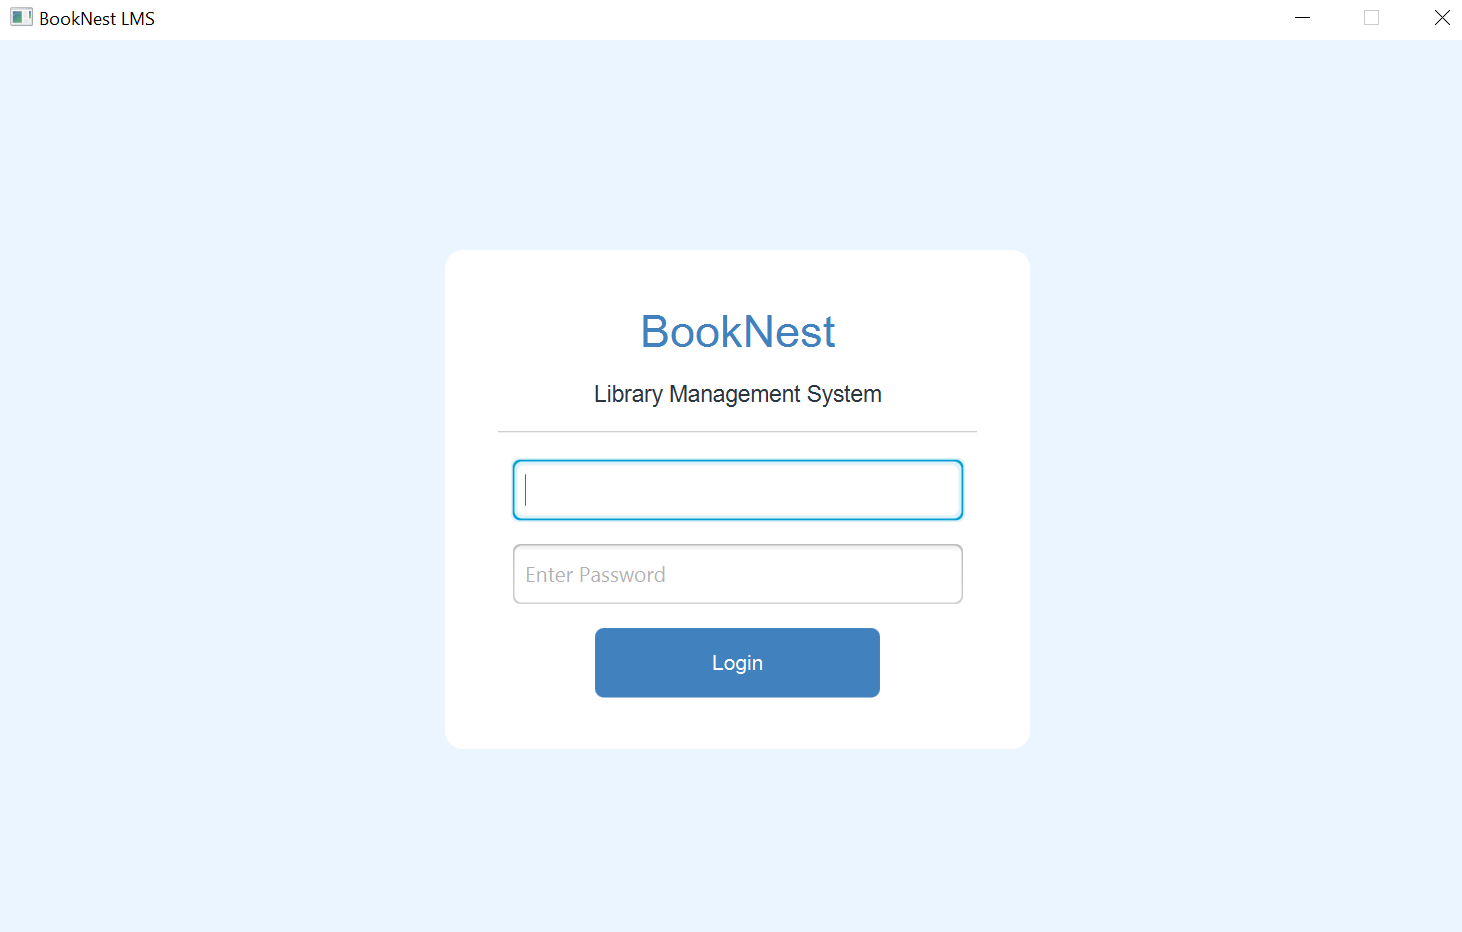 BookNest LMS
BookNest
Library Management System
Enter Password
Login